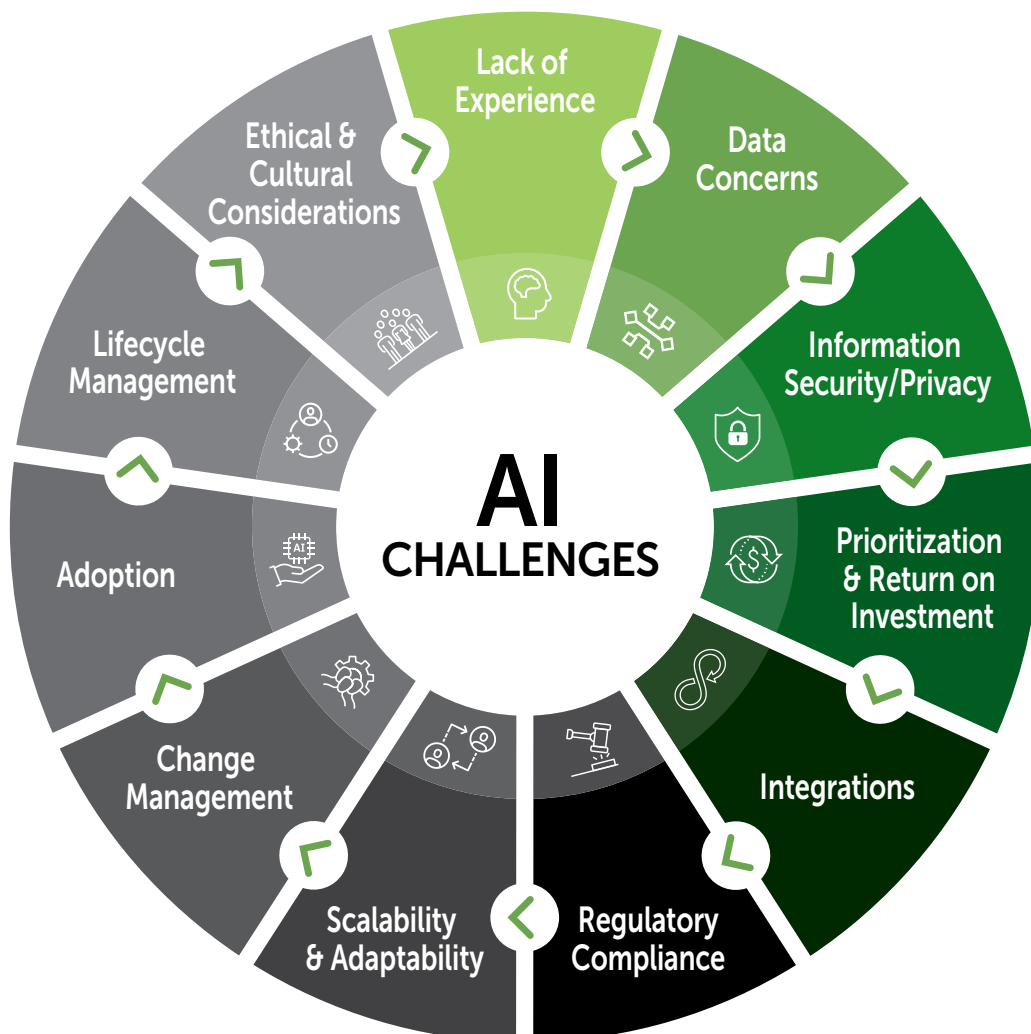 Lack of
Experience
Data
Concerns
Information
Security/Privacy
Prioritization
& Return on
Investment
Integrations
Regulatory
Compliance
Scalability
& Adaptability
Change
Management
Adoption
Lifecycle
Management
Ethical &
Cultural
Considerations
AI
CHALLENGES
$
AI